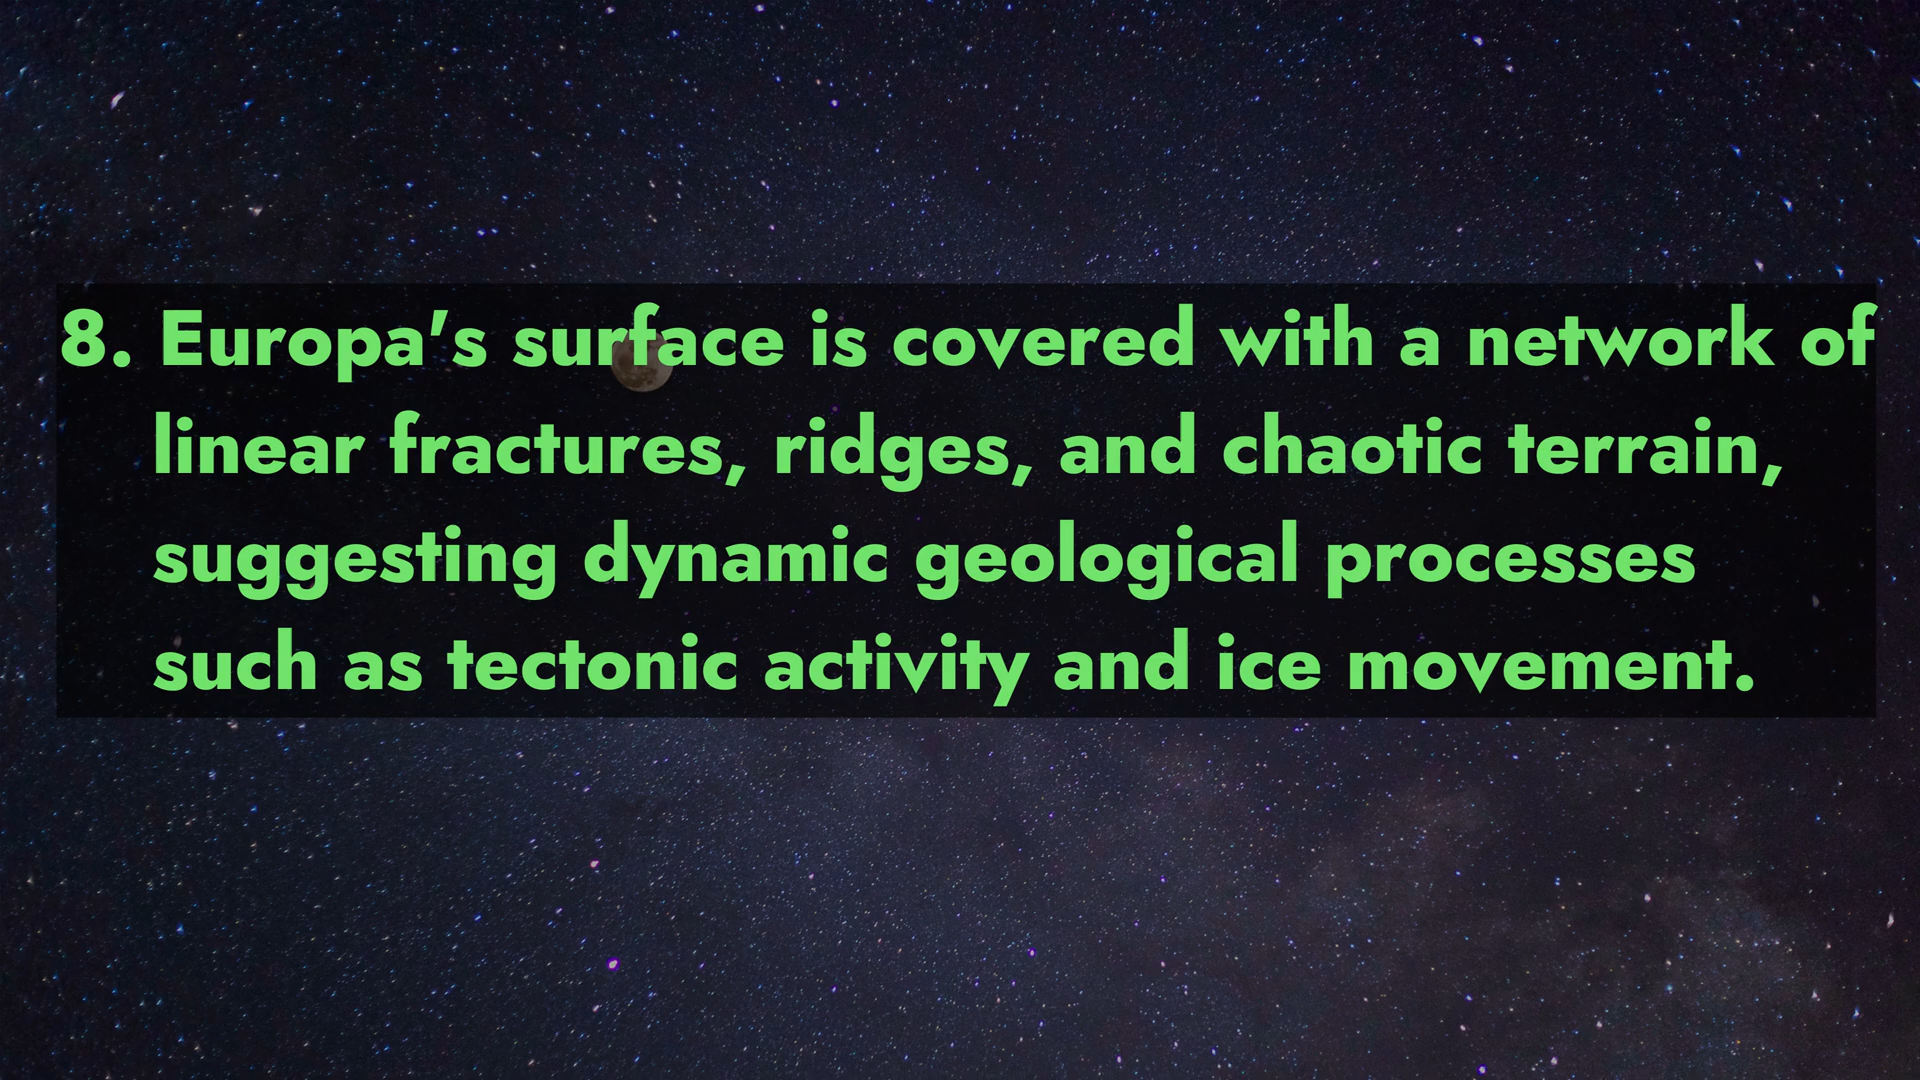 8. Europa's surface is covered with a network of
linear fractures, ridges, and chaotic terrain,
suggesting dynamic geological processes
such as tectonic activity and ice movement.